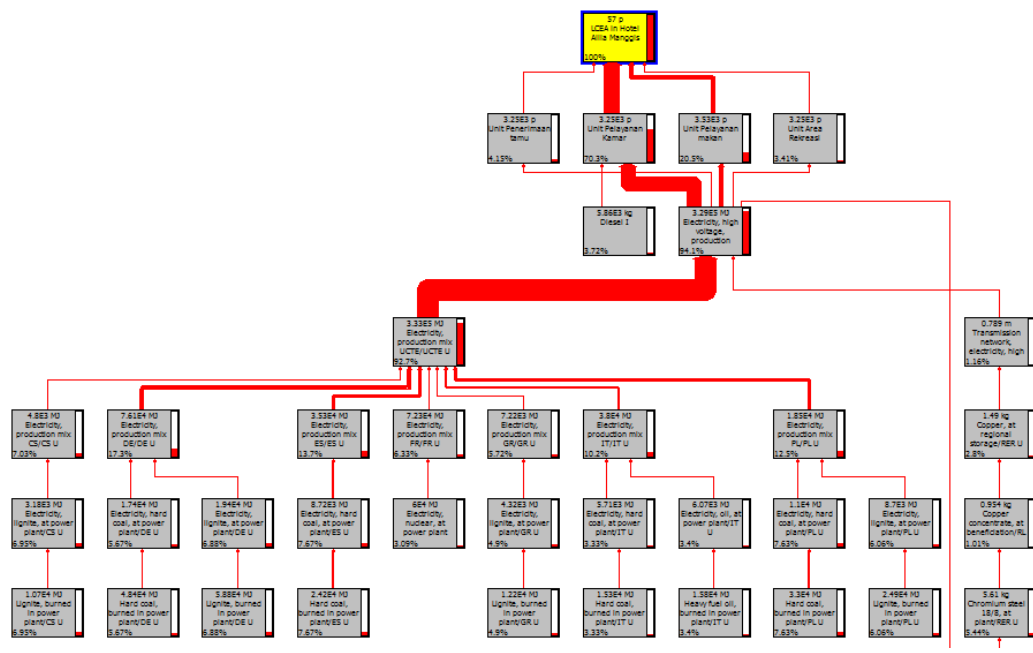 57 p
LCEA in Hotel
Alila Manggis
100%
3.25E3 p
Unit Penerimaan
tamu
4.15%
3.25E3 p
Unit Pelayanan
Kamar
70.3%
3.53E3 p
Unit Pelayanan
makan
20.5%
3.25E3 p
Unit Area
Rekreasi
3.41%
5.86E3 kg
Diesel I
3.72%
3.29E5 MJ
Electricity, high
voltage,
production
94.1%
3.33E5 MJ
Electricity,
production mix
UCTE/UCTE U
92.7%
0.789 m
Transmission
network,
electricity, high
1.16%
4.8E3 MJ
Electricity,
production mix
CS/CS U
7.03%
7.61E4 MJ
Electricity,
production mix
DE/DE U
17.3%
3.53E4 MJ
Electricity,
production mix
ES/ES U
13.7%
7.23E4 MJ
Electricity,
production mix
FR/FR U
6.33%
7.22E3 MJ
Electricity,
production mix
GR/GR U
5.72%
3.8E4 MJ
Electricity,
production mix
IT/IT U
10.2%
1.85E4 MJ
Electricity,
production mix
PL/PL U
12.5%
1.49 kg
Copper, at
regional
storage/RER U
2.8%
3.18E3 MJ
Electricity,
lignite, at power
plant/CS U
6.95%
1.74E4 MJ
Electricity, hard
coal, at power
plant/DE U
5.67%
1.94E4 MJ
Electricity,
lignite, at power
plant/DE U
6.88%
8.72E3 MJ
Electricity, hard
coal, at power
plant/ES U
7.67%
6E4 MJ
Electricity,
nuclear, at
power plant
3.09%
4.32E3 MJ
Electricity,
lignite, at power
plant/GR U
4.9%
5.71E3 MJ
Electricity, hard
coal, at power
plant/IT U
3.33%
6.07E3 MJ
Electricity, oil, at
power plant/IT
U
3.4%
1.1E4 MJ
Electricity, hard
coal, at power
plant/PL U
7.63%
8.7E3 MJ
Electricity,
lignite, at power
plant/PL U
6.06%
0.954 kg
Copper
concentrate, at
beneficiation/RL
1.01%
1.07E4 MJ
Lignite, burned
in power
plant/CS U
6.95%
4.84E4 MJ
Hard coal,
burned in power
plant/DE U
5.67%
5.88E4 MJ
Lignite, burned
in power
plant/DE U
6.88%
2.42E4 MJ
Hard coal,
burned in power
plant/ES U
7.67%
1.22E4 MJ
Lignite, burned
in power
plant/GR U
4.9%
1.53E4 MJ
Hard coal,
burned in power
plant/IT U
3.33%
1.58E4 MJ
Heavy fuel oil,
burned in power
plant/IT U
3.4%
3.3E4 MJ
Hard coal,
burned in power
plant/PL U
7.63%
2.49E4 MJ
Lignite, burned
in power
plant/PL U
6.06%
5.61 kg
Chromium steel
18/8, at
plant/RER U
5.44%